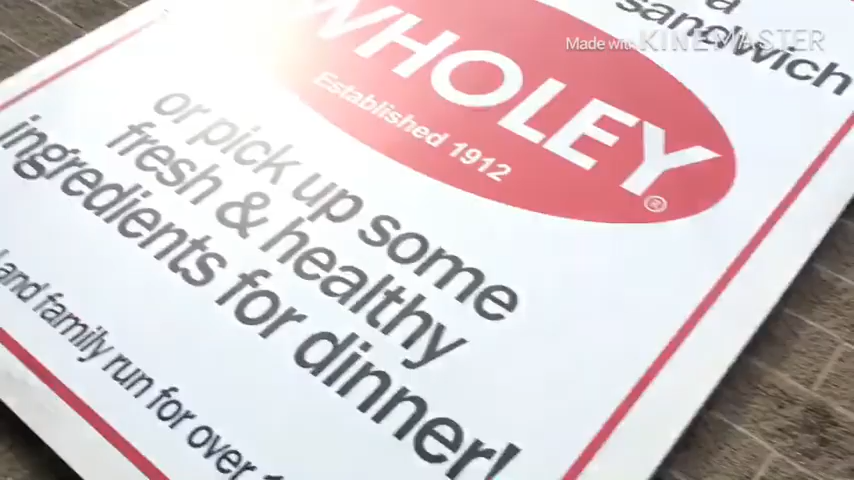 a
sandwich
Made with KINEMASTER
WHOLEY
®
Established 1912
or pick up some
fresh & healthy
ingredients for dinner!
and family run for over